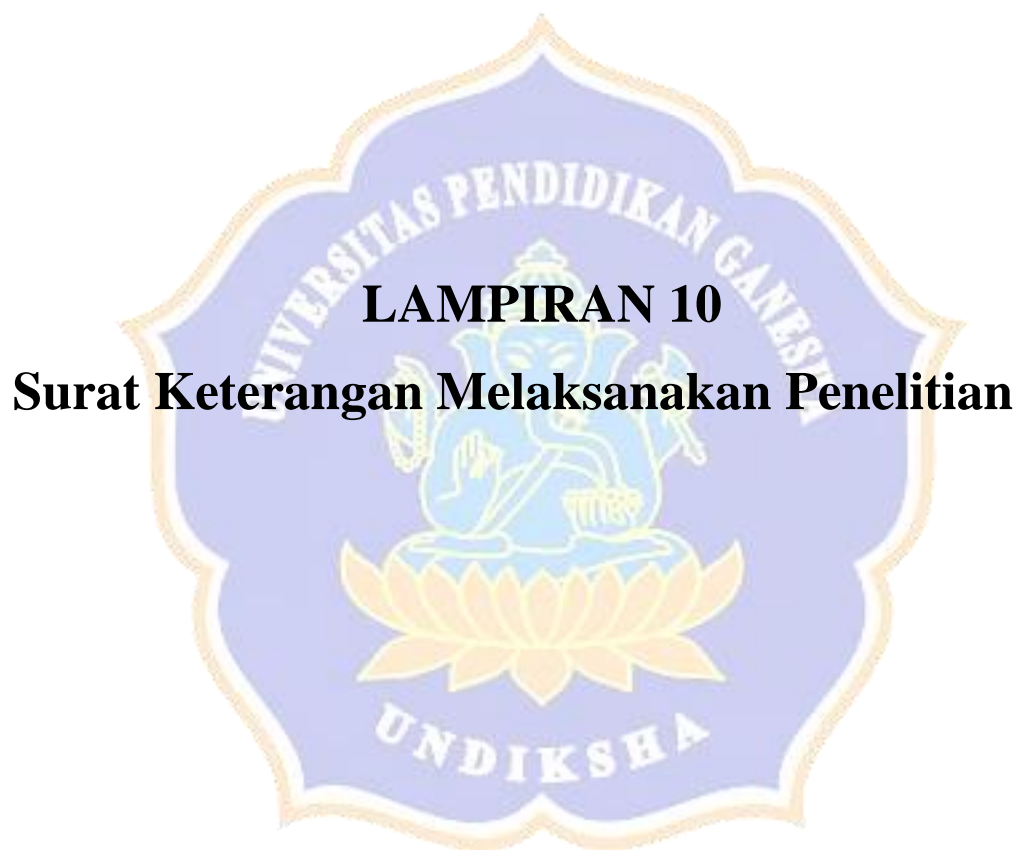 UNIVERSITAS PENDIDIKAN GANESHA
LAMPIRAN 10
Surat Keterangan Melaksanakan Penelitian
UNDIKSHA